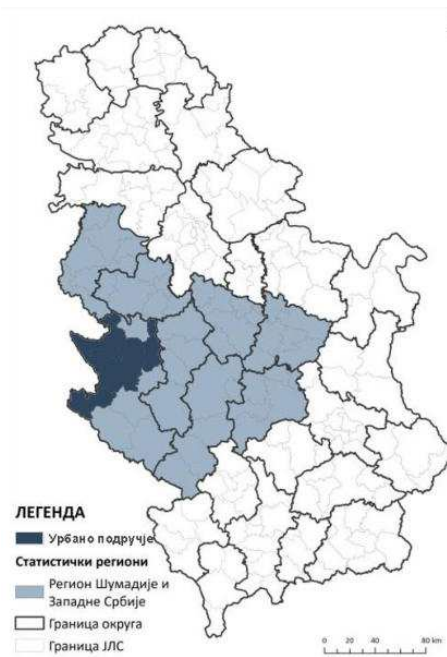 ЛЕГЕНДА
Урбано подручје
Статистички региони
Регион Шумадије и
Западне Србије
Граница округа
Граница ЈЛС
0 20 40 80 km